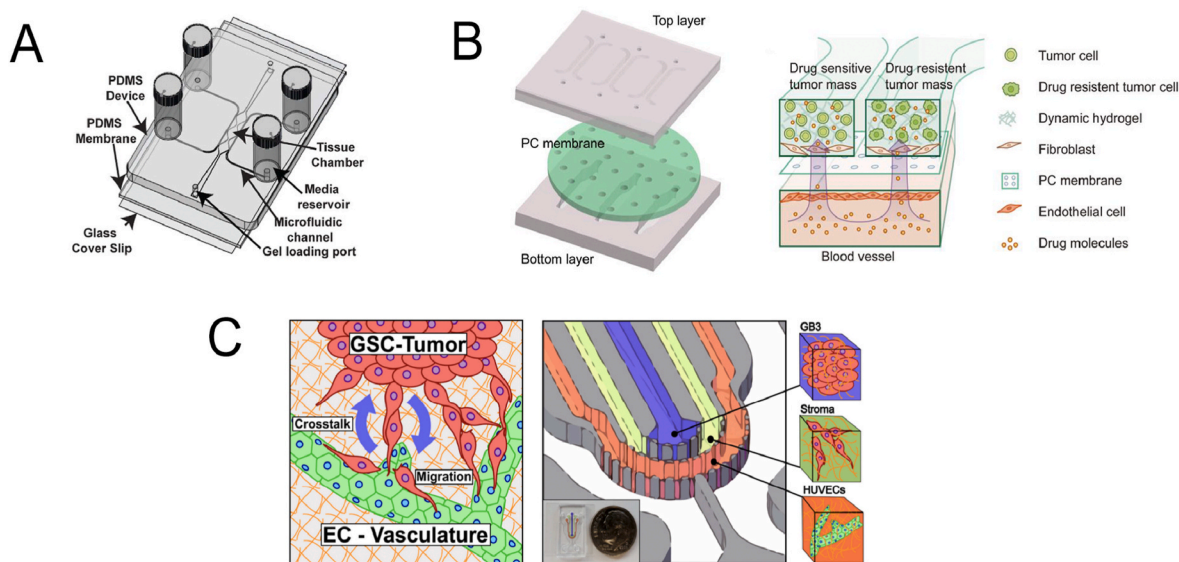 A
PDMS
Device
PDMS
Membrane
Glass
Cover Slip
Tissue
Chamber
Media
reservoir
Microfluidic
channel
Gel loading port
B
Top layer
PC membrane
Bottom layer
Drug sensitive
tumor mass
Drug resistent
tumor mass
Blood vessel
Tumor cell
Drug resistent tumor cell
Dynamic hydrogel
Fibroblast
PC membrane
Endothelial cell
Drug molecules
C
GSC-Tumor
Crosstalk
Migration
EC - Vasculature
GB3
Stroma
HUVECs